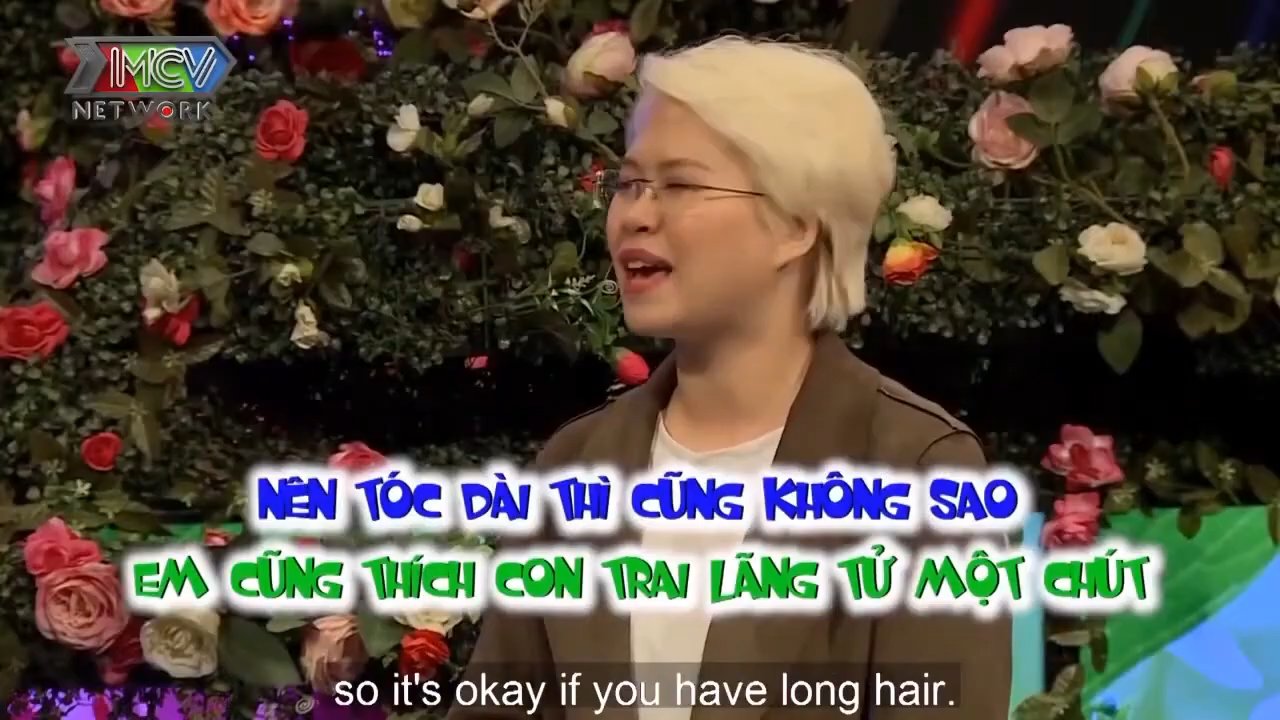 MCV
NETWORK
NÊN TÓC DÀI THÌ CŨNG KHÔNG SAO
EM CŨNG THÍCH CON TRAI LÃNG TỬ MỘT CHÚT
so it's okay if you have long hair.